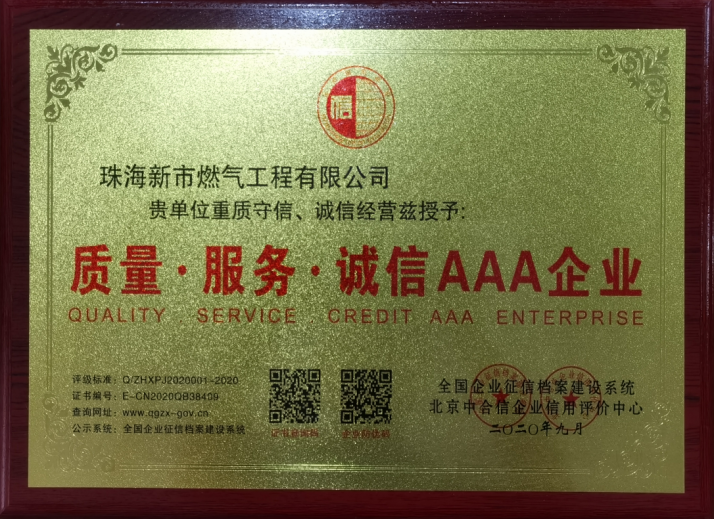 信
珠海新市燃气工程有限公司
贵单位重质守信、诚信经营兹授予:
质量·服务·诚信AAA企业
QUALITY SERVICE CREDIT AAA ENTERPRISE
评级标准: Q/ZHXPJ2020001-2020
证书编号: E-CN2020QB38409
查询网址: www.qgzx-gov.cn
公示系统: 全国企业征信档案建设系统
全国企业征信档案建设系统
北京中合信企业信用评价中心
二〇二〇年九月